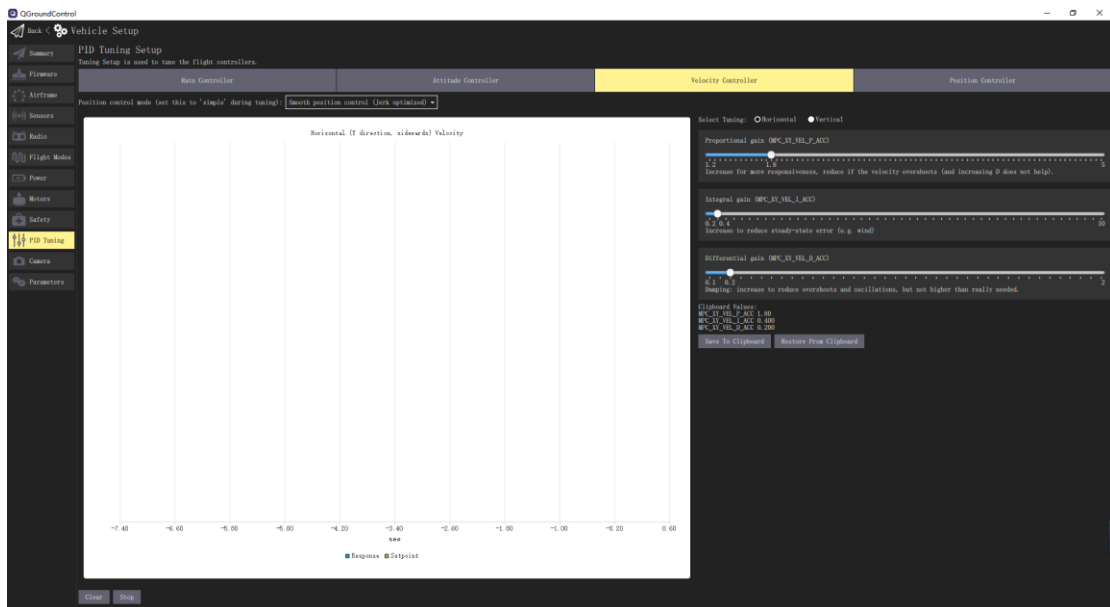 QGroundControl
Back < Vehicle Setup
Summary
Firmware
Airframe
Sensors
Radio
Flight Modes
Power
Motors
Safety
PID Tuning
Camera
Parameters
PID Tuning Setup
Tuning Setup is used to tune the flight controllers.
Rate Controller Attitude Controller Velocity Controller Position Controller
Position control mode (set this to 'simple' during tuning): Smooth position control (jerk optimized)
Horizontal (Y direction, sidewards) Velocity
-7.40 -6.60 -5.80 -5.00 -4.20 -3.40 -2.60 -1.80 -1.00 -0.20 0.60
sec
Response Setpoint
Clear Stop
Select Tuning: Horizontal Vertical
Proportional gain (MPC_XY_VEL_P_ACC)
1.2 1.8 5
Increase for more responsiveness, reduce if the velocity overshoots (and increasing D does not help).
Integral gain (MPC_XY_VEL_I_ACC)
0.2 0.4 10
Increase to reduce steady-state error (e.g. wind)
Differential gain (MPC_XY_VEL_D_ACC)
0.1 0.2 2
Damping: increase to reduce overshoots and oscillations, but not higher than really needed.
Clipboard Values:
MPC_XY_VEL_P_ACC 1.80
MPC_XY_VEL_I_ACC 0.400
MPC_XY_VEL_D_ACC 0.200
Save To Clipboard Restore From Clipboard